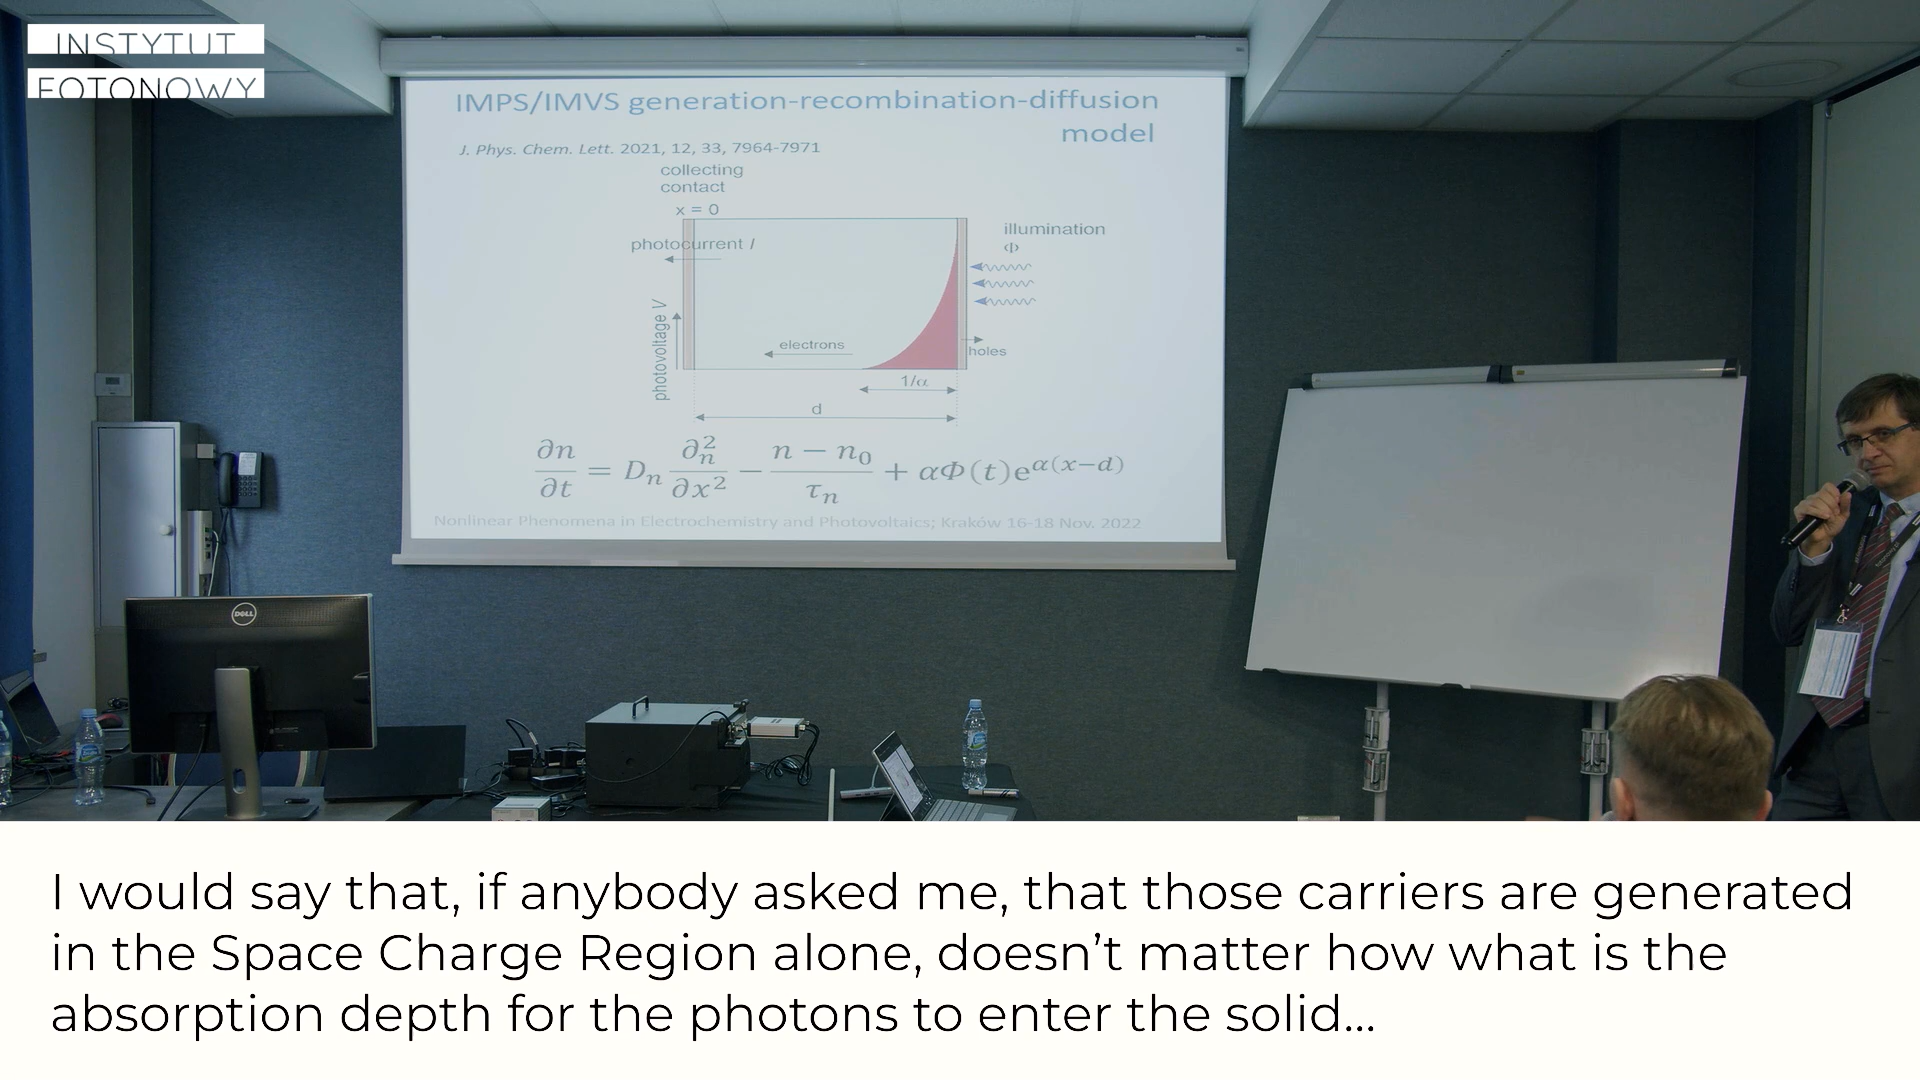 INSTYTUT
FOTONOWY
IMPS/IMVS generation-recombination-diffusion
model
J. Phys. Chem. Lett. 2021, 12, 33, 7964-7971
collecting
contact
x = 0
photocurrent I
illumination
Φ
photovoltage V
electrons
holes
1/α
d
∂n/∂t = Dₙ ∂²ₙ/∂x² − (n − n₀)/τₙ + αΦ(t)e^α(x−d)
Nonlinear Phenomena in Electrochemistry and Photovoltaics; Kraków 16-18 Nov. 2022
DELL
I would say that, if anybody asked me, that those carriers are generated
in the Space Charge Region alone, doesn't matter how what is the
absorption depth for the photons to enter the solid...